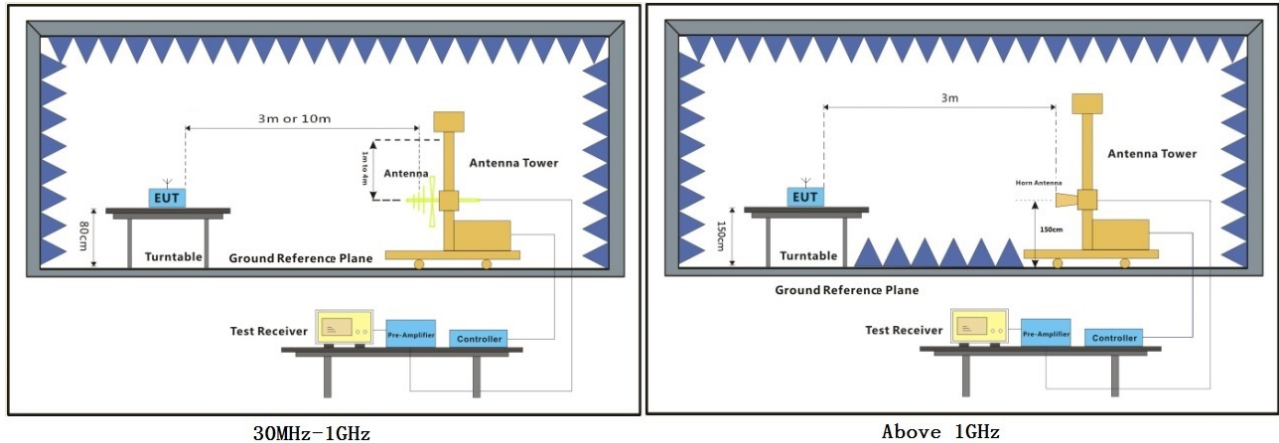 3m or 10m
1m to 4m
Antenna
Antenna Tower
EUT
80cm
Turntable
Ground Reference Plane
Test Receiver
Pre-Amplifier
Controller
30MHz-1GHz
3m
Antenna Tower
Horn Antenna
EUT
150cm
150cm
Turntable
Ground Reference Plane
Test Receiver
Pre-Amplifier
Controller
Above 1GHz